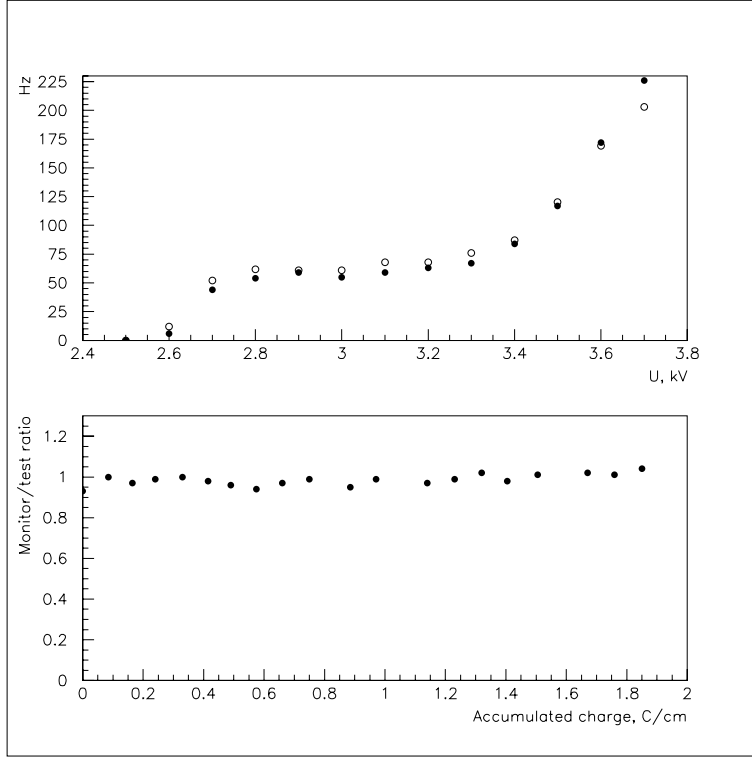 Hz
225
200
175
150
125
100
75
50
25
0
2.4 2.6 2.8 3 3.2 3.4 3.6 3.8
U, kV
Monitor/test ratio
1.2
1
0.8
0.6
0.4
0.2
0
0 0.2 0.4 0.6 0.8 1 1.2 1.4 1.6 1.8 2
Accumulated charge, C/cm